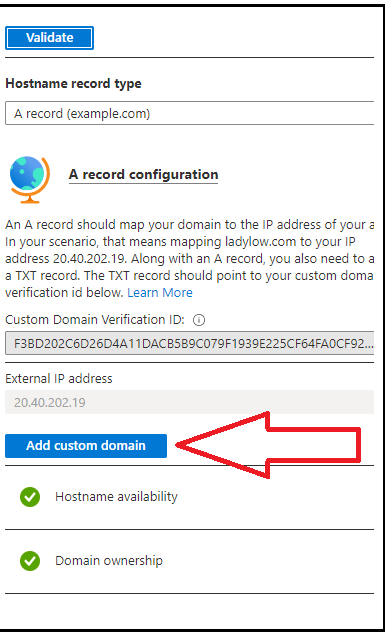 Validate
Hostname record type
A record (example.com)
A record configuration
An A record should map your domain to the IP address of your a
In your scenario, that means mapping ladylow.com to your IP
address 20.40.202.19. Along with an A record, you also need to a
a TXT record. The TXT record should point to your custom doma
verification id below. Learn More
Custom Domain Verification ID:
F3BD202C6D26D4A11DACB5B9C079F1939E225CF64FA0CF92...
External IP address
20.40.202.19
Add custom domain
Hostname availability
Domain ownership